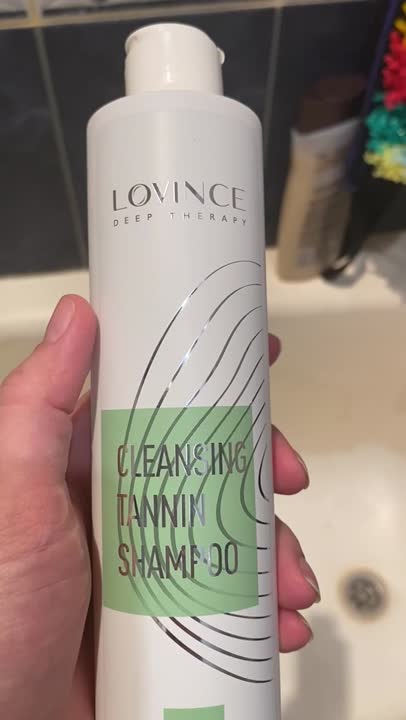 LOVINCE
DEEP THERAPY
CLEANSING
TANNIN
SHAMPOO